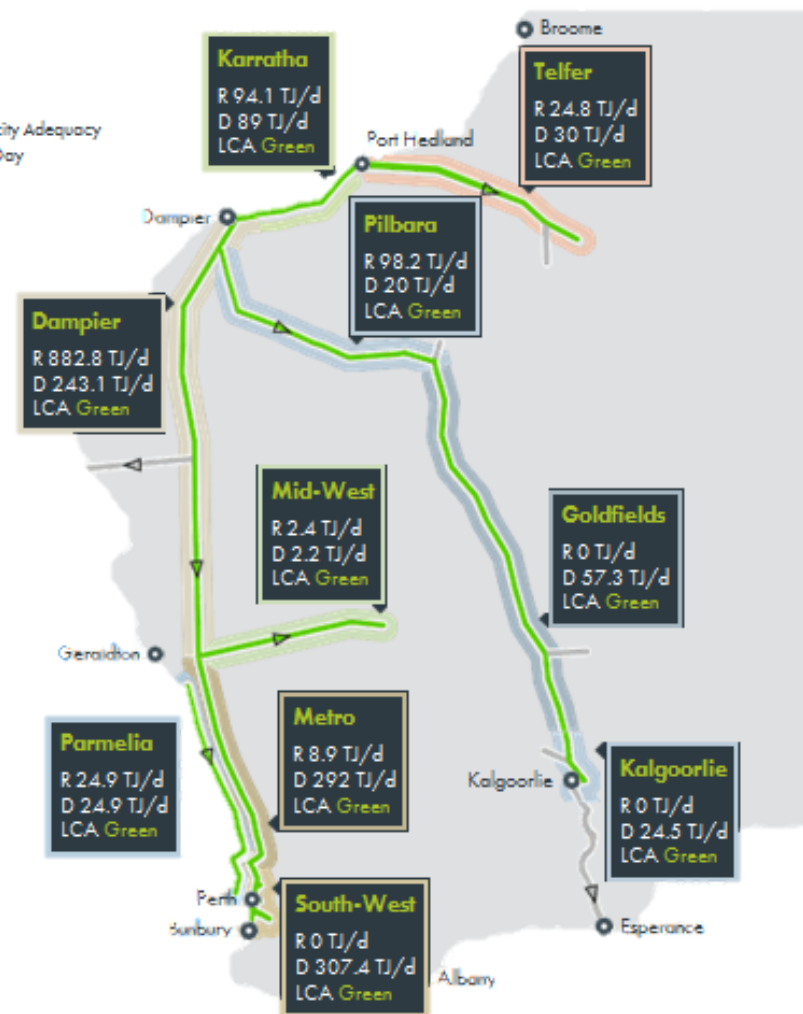 Broome
Karratha
R 94.1 TJ/d
D 89 TJ/d
LCA Green
Telfer
R 24.8 TJ/d
D 30 TJ/d
LCA Green
city Adequacy
Day
Port Hedland
Dampier
Pilbara
R 98.2 TJ/d
D 20 TJ/d
LCA Green
Dampier
R 882.8 TJ/d
D 243.1 TJ/d
LCA Green
Mid-West
R 2.4 TJ/d
D 2.2 TJ/d
LCA Green
Goldfields
R 0 TJ/d
D 57.3 TJ/d
LCA Green
Geraldton
Parmelia
R 24.9 TJ/d
D 24.9 TJ/d
LCA Green
Metro
R 8.9 TJ/d
D 292 TJ/d
LCA Green
Kalgoorlie
Kalgoorlie
R 0 TJ/d
D 24.5 TJ/d
LCA Green
Perth
Bunbury
South-West
R 0 TJ/d
D 307.4 TJ/d
LCA Green
Esperance
Albany